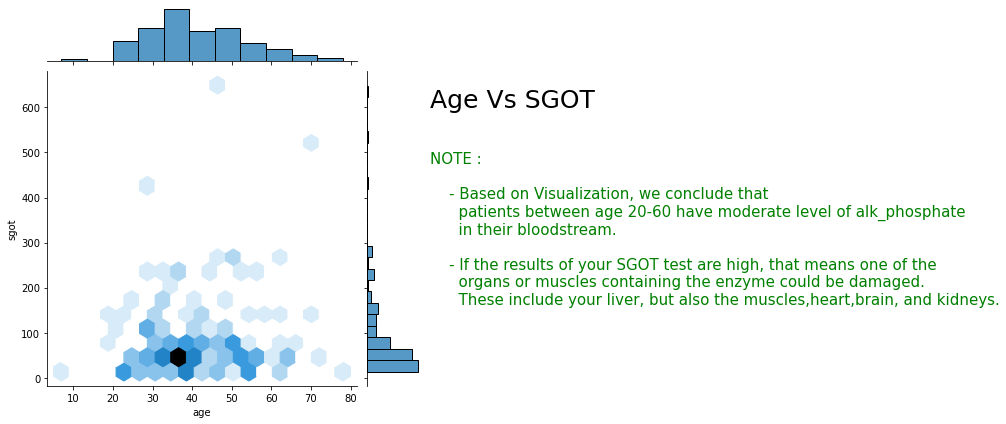 Age Vs SGOT
NOTE :
- Based on Visualization, we conclude that
patients between age 20-60 have moderate level of alk_phosphate
in their bloodstream.
- If the results of your SGOT test are high, that means one of the
organs or muscles containing the enzyme could be damaged.
These include your liver, but also the muscles,heart,brain, and kidneys.
600
500
400
300
200
100
0
sgot
10 20 30 40 50 60 70 80
age